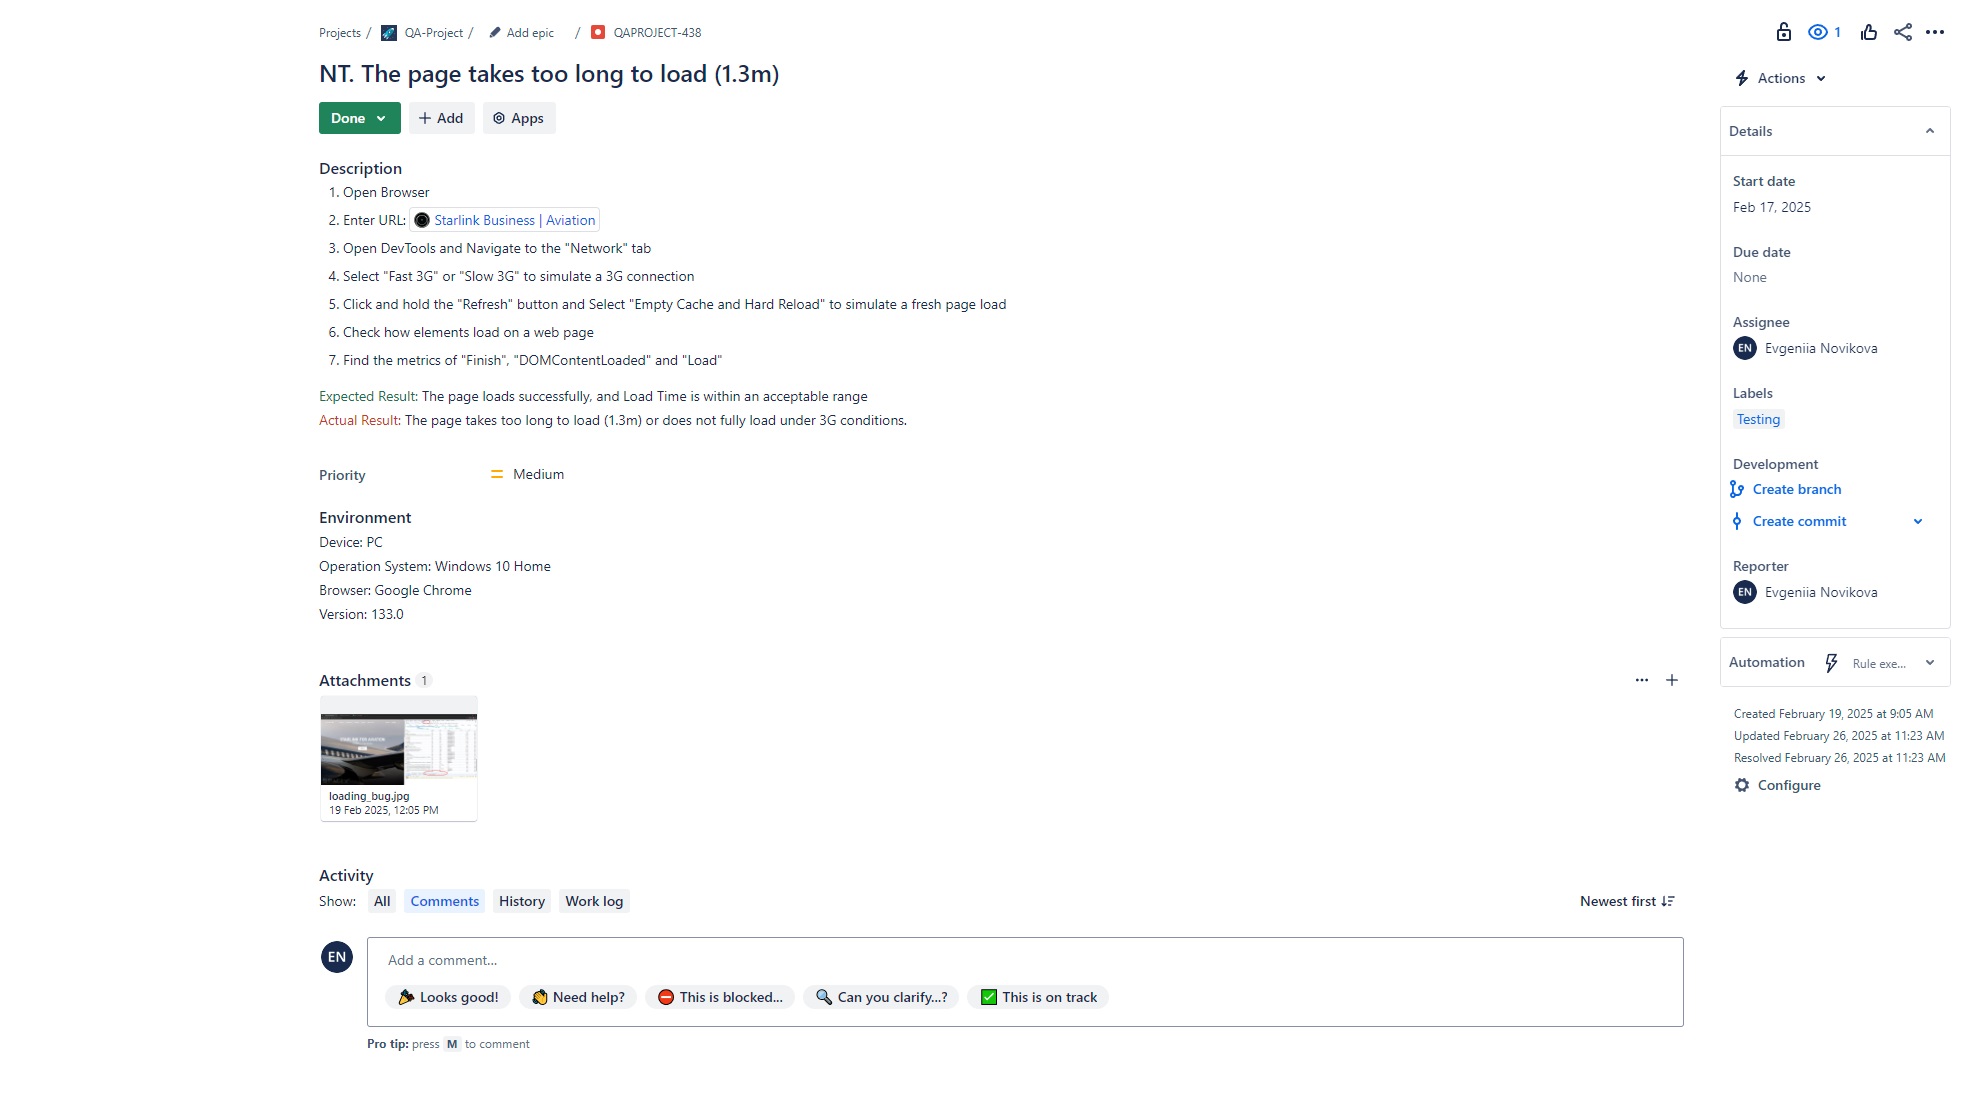 Projects / QA-Project / Add epic / QAPROJECT-438
1
NT. The page takes too long to load (1.3m)
Actions
Done
Add
Apps
Description
1. Open Browser
2. Enter URL: Starlink Business | Aviation
3. Open DevTools and Navigate to the "Network" tab
4. Select "Fast 3G" or "Slow 3G" to simulate a 3G connection
5. Click and hold the "Refresh" button and Select "Empty Cache and Hard Reload" to simulate a fresh page load
6. Check how elements load on a web page
7. Find the metrics of "Finish", "DOMContentLoaded" and "Load"
Expected Result: The page loads successfully, and Load Time is within an acceptable range
Actual Result: The page takes too long to load (1.3m) or does not fully load under 3G conditions.
Priority
Medium
Environment
Device: PC
Operation System: Windows 10 Home
Browser: Google Chrome
Version: 133.0
Attachments 1
loading_bug.jpg
19 Feb 2025, 12:05 PM
Activity
Show: All Comments History Work log
Newest first
EN
Add a comment...
Looks good! Need help? This is blocked... Can you clarify...? This is on track
Pro tip: press M to comment
Details
Start date
Feb 17, 2025
Due date
None
Assignee
EN Evgeniia Novikova
Labels
Testing
Development
Create branch
Create commit
Reporter
EN Evgeniia Novikova
Automation Rule exe...
Created February 19, 2025 at 9:05 AM
Updated February 26, 2025 at 11:23 AM
Resolved February 26, 2025 at 11:23 AM
Configure